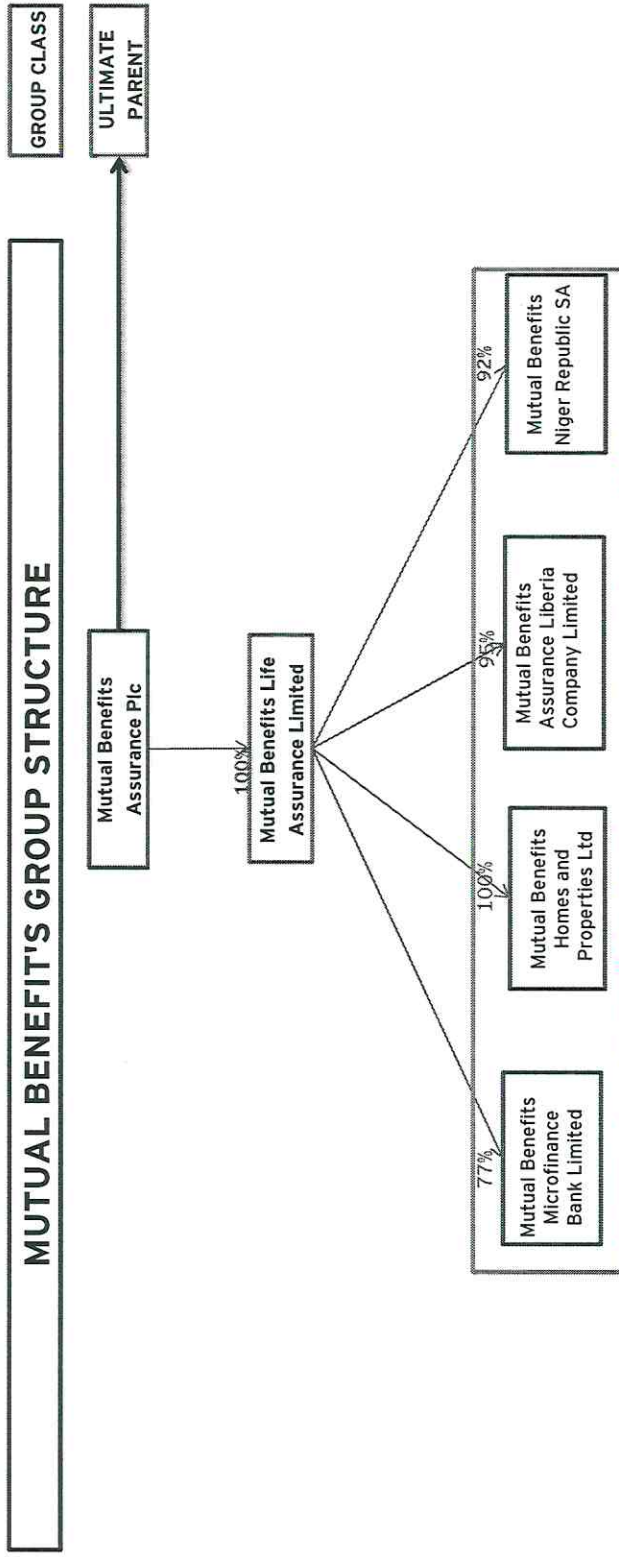 MUTUAL BENEFIT'S GROUP STRUCTURE
GROUP CLASS
Mutual Benefits
Assurance Plc
ULTIMATE
PARENT
100%
Mutual Benefits Life
Assurance Limited
77%
100%
95%
92%
Mutual Benefits
Microfinance
Bank Limited
Mutual Benefits
Homes and
Properties Ltd
Mutual Benefits
Assurance Liberia
Company Limited
Mutual Benefits
Niger Republic SA